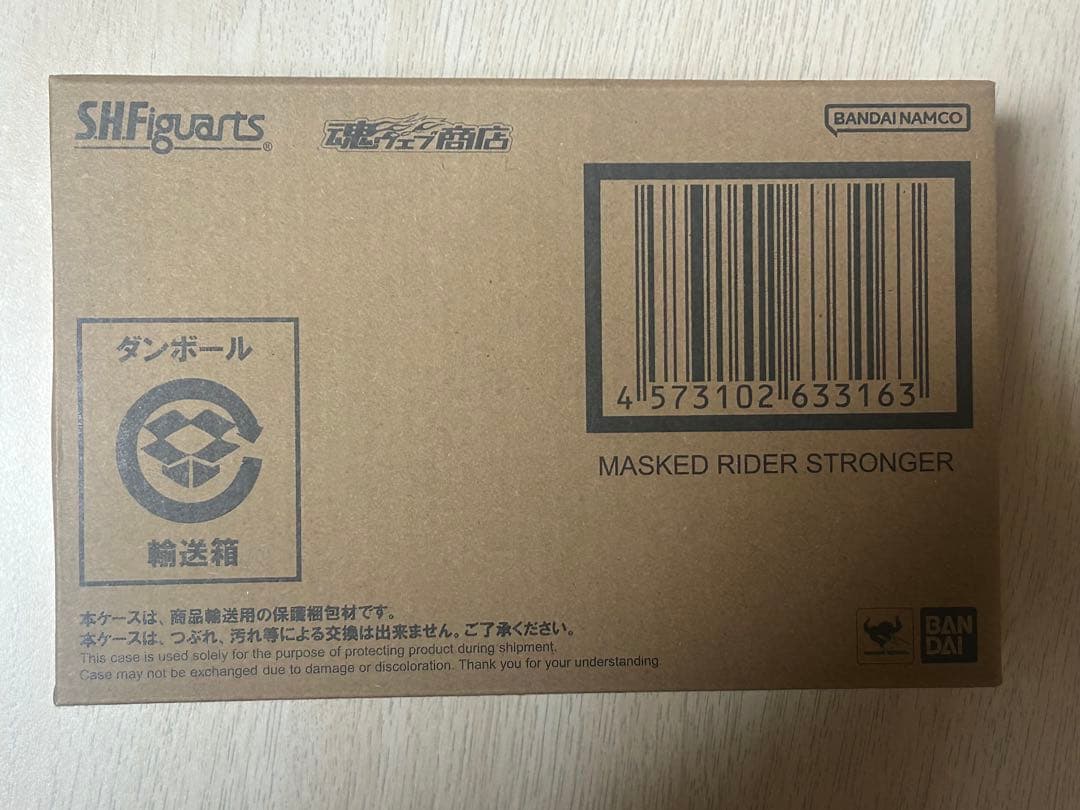 S.H.Figuarts®
魂ウェブ商店
BANDAI NAMCO
4 573102 633163
MASKED RIDER STRONGER
ダンボール
輸送箱
本ケースは、商品輸送用の保護梱包材です。
本ケースは、つぶれ、汚れ等による交換は出来ません。ご了承ください。
This case is used solely for the purpose of protecting product during shipment.
Case may not be exchanged due to damage or discoloration. Thank you for your understanding
BAN
DAI